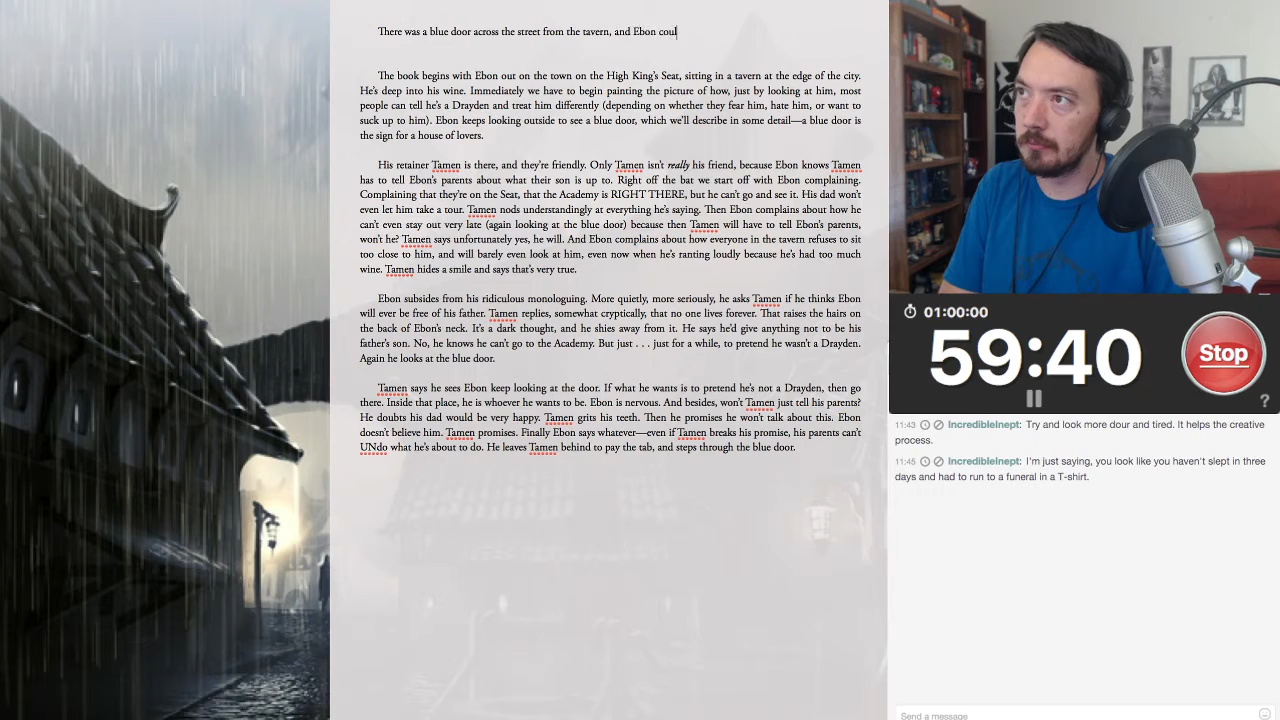 There was a blue door across the street from the tavern, and Ebon coul
The book begins with Ebon out on the town on the High King's Seat, sitting in a tavern at the edge of the city.
He's deep into his wine. Immediately we have to begin painting the picture of how, just by looking at him, most
people can tell he's a Drayden and treat him differently (depending on whether they fear him, hate him, or want to
suck up to him). Ebon keeps looking outside to see a blue door, which we'll describe in some detail—a blue door is
the sign for a house of lovers.
His retainer Tamen is there, and they're friendly. Only Tamen isn't really his friend, because Ebon knows Tamen
has to tell Ebon's parents about what their son is up to. Right off the bat we start off with Ebon complaining.
Complaining that they're on the Seat, that the Academy is RIGHT THERE, but he can't go and see it. His dad won't
even let him take a tour. Tamen nods understandingly at everything he's saying. Then Ebon complains about how he
can't even stay out very late (again looking at the blue door) because then Tamen will have to tell Ebon's parents,
won't he? Tamen says unfortunately yes, he will. And Ebon complains about how everyone in the tavern refuses to sit
too close to him, and will barely even look at him, even now when he's ranting loudly because he's had too much
wine. Tamen hides a smile and says that's very true.
Ebon subsides from his ridiculous monologuing. More quietly, more seriously, he asks Tamen if he thinks Ebon
will ever be free of his father. Tamen replies, somewhat cryptically, that no one lives forever. That raises the hairs on
the back of Ebon's neck. It's a dark thought, and he shies away from it. He says he'd give anything not to be his
father's son. No, he knows he can't go to the Academy. But just . . . just for a while, to pretend he wasn't a Drayden.
Again he looks at the blue door.
Tamen says he sees Ebon keep looking at the door. If what he wants is to pretend he's not a Drayden, then go
there. Inside that place, he is whoever he wants to be. Ebon is nervous. And besides, won't Tamen just tell his parents?
He doubts his dad would be very happy. Tamen grits his teeth. Then he promises he won't talk about this. Ebon
doesn't believe him. Tamen promises. Finally Ebon says whatever—even if Tamen breaks his promise, his parents can't
UNdo what he's about to do. He leaves Tamen behind to pay the tab, and steps through the blue door.
01:00:00
59:40
Stop
?
11:43 IncredibleInept: Try and look more dour and tired. It helps the creative
process.
11:45 IncredibleInept: I'm just saying, you look like you haven't slept in three
days and had to run to a funeral in a T-shirt.
Send a message